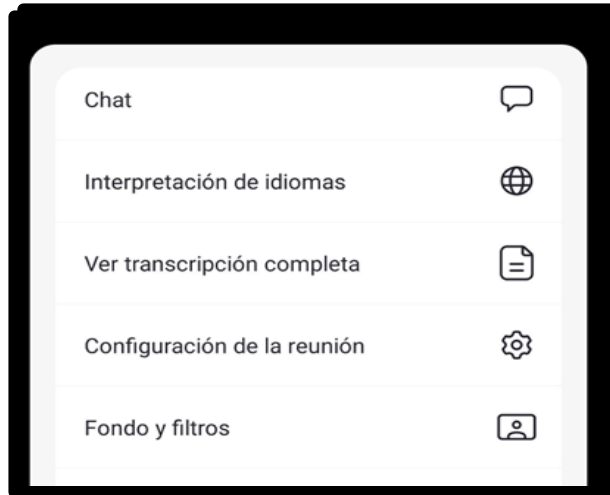 Chat
Interpretación de idiomas
Ver transcripción completa
Configuración de la reunión
Fondo y filtros